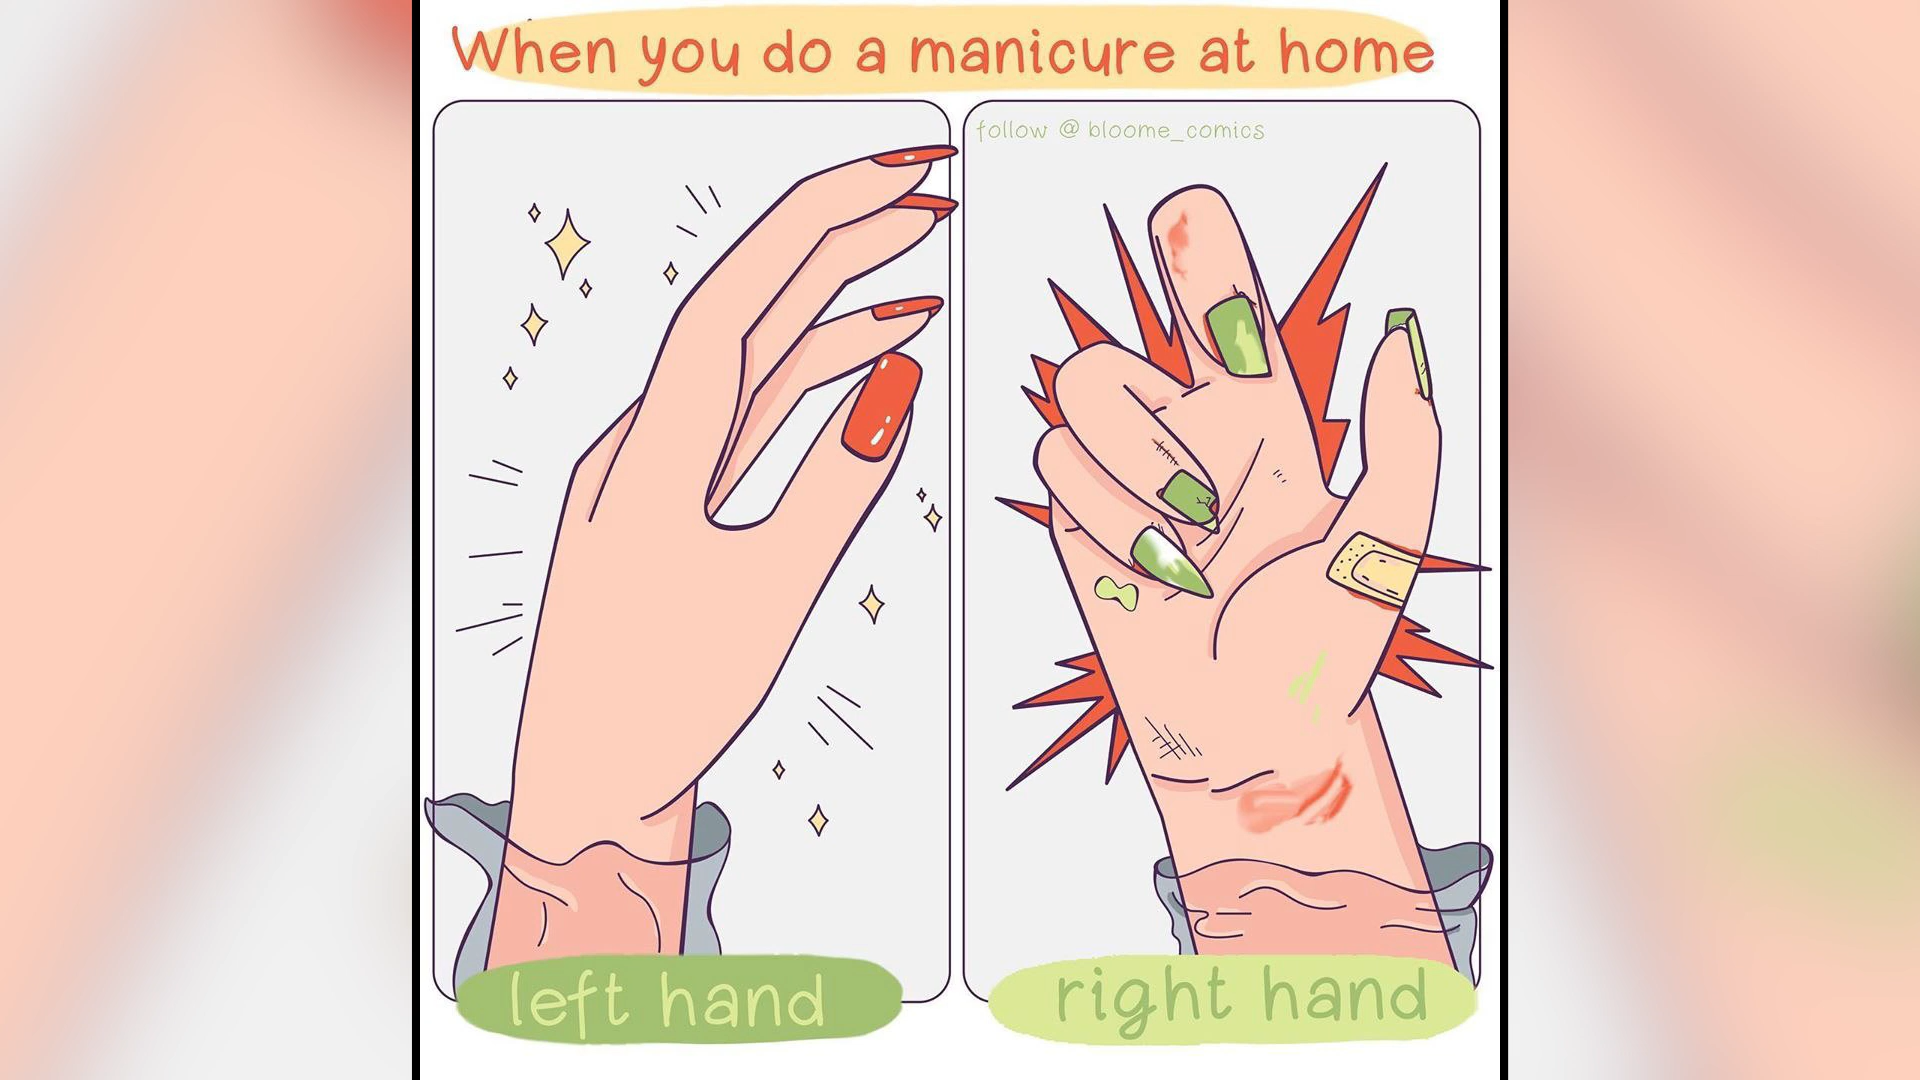 When you do a manicure at home
follow @ bloome_comics
left hand
right hand